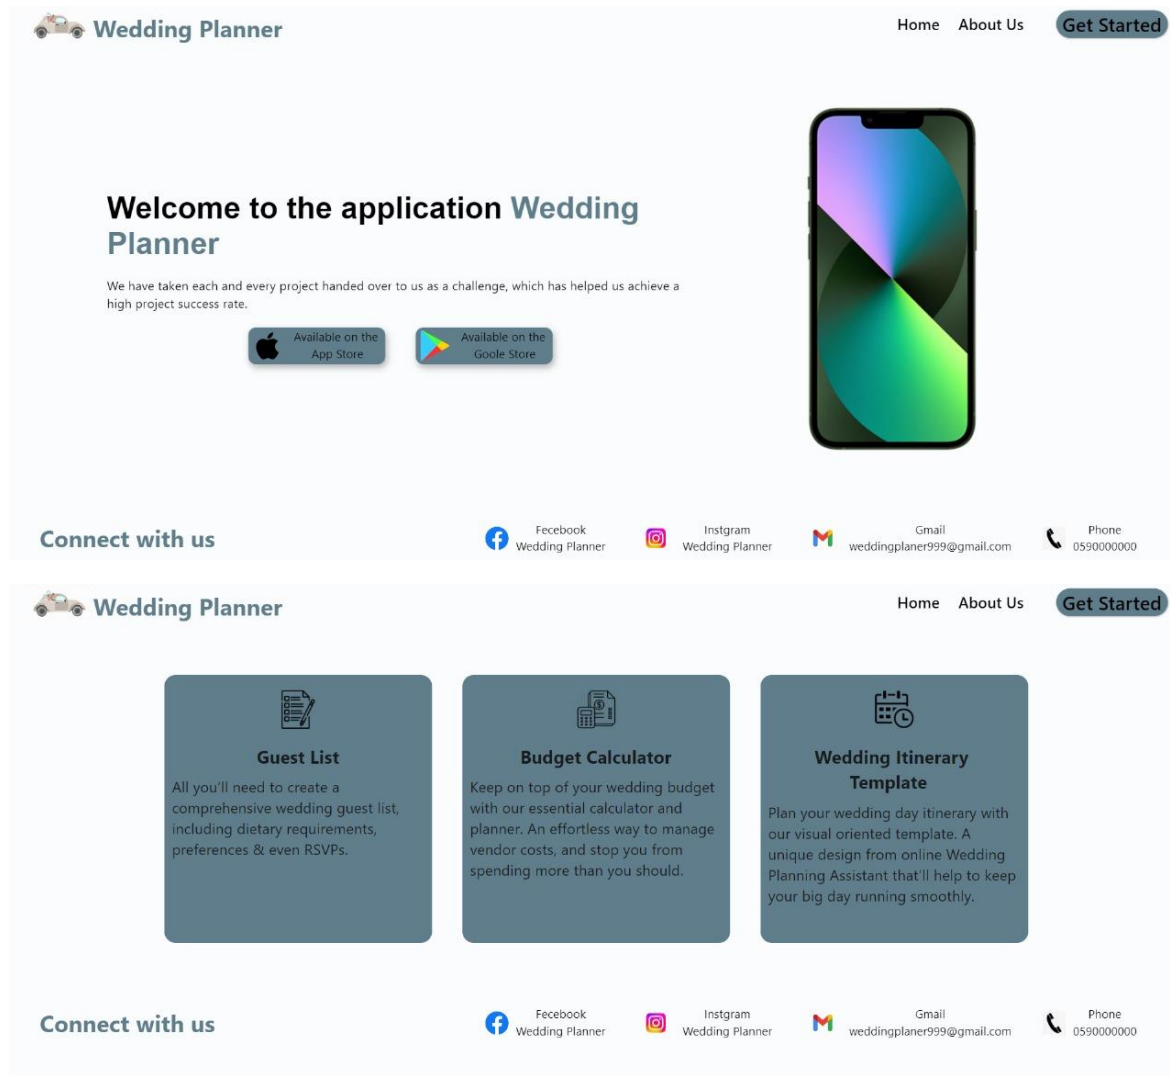 Wedding Planner
Home About Us Get Started
Welcome to the application Wedding
Planner
We have taken each and every project handed over to us as a challenge, which has helped us achieve a
high project success rate.
Available on the
App Store
Available on the
Goole Store
Connect with us
Fecebook
Wedding Planner
Instgram
Wedding Planner
Gmail
weddingplaner999@gmail.com
Phone
0590000000
Wedding Planner
Home About Us Get Started
Guest List
All you'll need to create a
comprehensive wedding guest list,
including dietary requirements,
preferences & even RSVPs.
Budget Calculator
Keep on top of your wedding budget
with our essential calculator and
planner. An effortless way to manage
vendor costs, and stop you from
spending more than you should.
Wedding Itinerary
Template
Plan your wedding day itinerary with
our visual oriented template. A
unique design from online Wedding
Planning Assistant that'll help to keep
your big day running smoothly.
Connect with us
Fecebook
Wedding Planner
Instgram
Wedding Planner
Gmail
weddingplaner999@gmail.com
Phone
0590000000